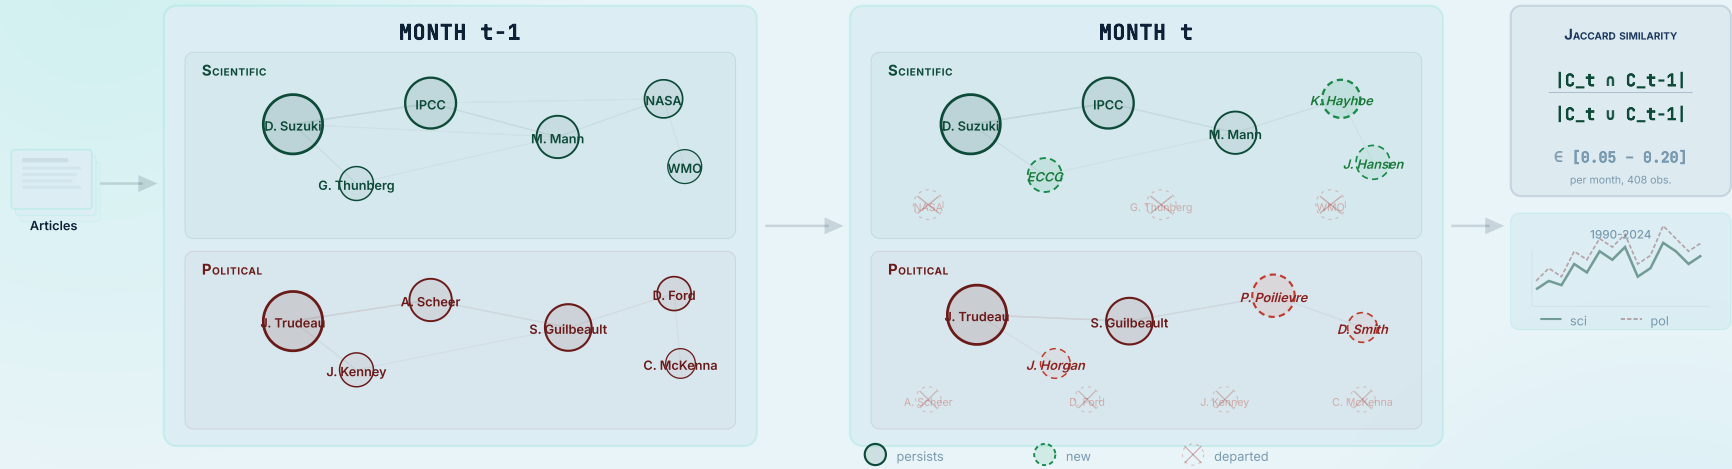 Articles
MONTH t-1
Scientific
D. Suzuki
IPCC
NASA
M. Mann
WMO
G. Thunberg
Political
J. Trudeau
A. Scheer
D. Ford
S. Guilbeault
J. Kenney
C. McKenna
MONTH t
Scientific
D. Suzuki
IPCC
K. Hayhoe
M. Mann
ECCC
J. Hansen
NASA
G. Thunberg
WMO
Political
J. Trudeau
S. Guilbeault
P. Poilievre
D. Smith
J. Horgan
A. Scheer
D. Ford
J. Kenney
C. McKenna
persists
new
departed
Jaccard similarity
|C_t ∩ C_t-1|
|C_t ∪ C_t-1|
∈ [0.05 – 0.20]
per month, 408 obs.
1990-2024
sci
pol